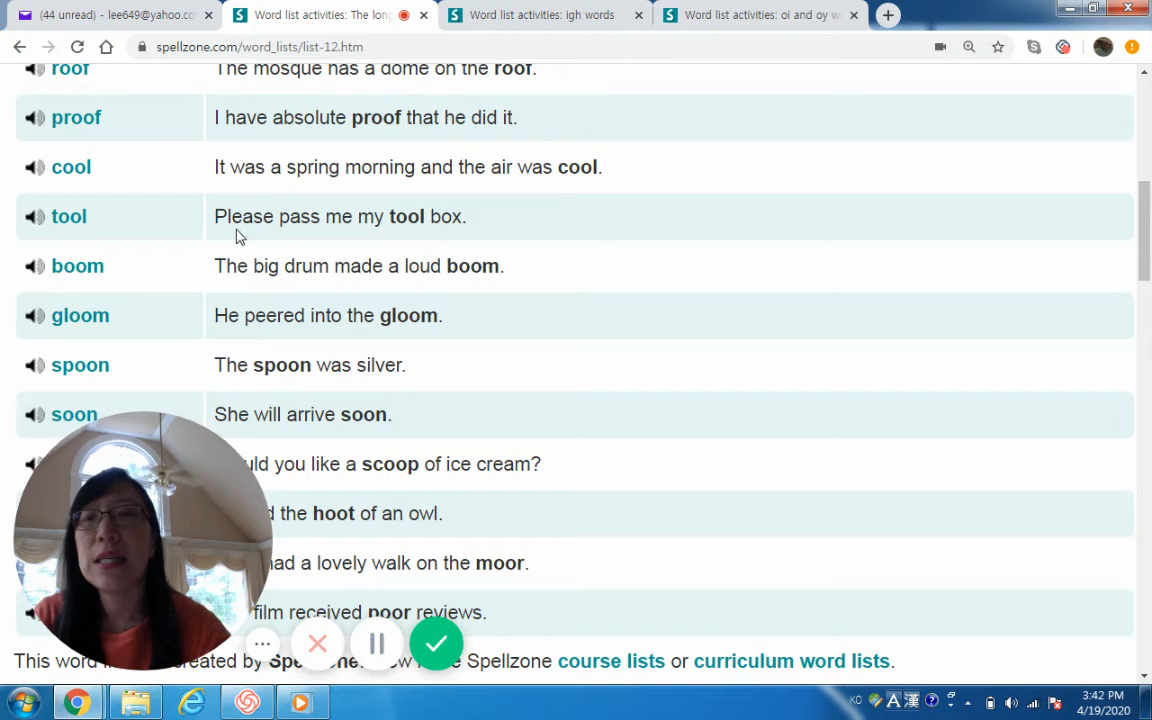 (44 unread) - lee649@yahoo.co
Word list activities: The long
Word list activities: igh words
Word list activities: oi and oy w
spellzone.com/word_lists/list-12.htm
roof The mosque has a dome on the roof.
proof I have absolute proof that he did it.
cool It was a spring morning and the air was cool.
tool Please pass me my tool box.
boom The big drum made a loud boom.
gloom He peered into the gloom.
spoon The spoon was silver.
soon She will arrive soon.
you like a scoop of ice cream?
the hoot of an owl.
had a lovely walk on the moor.
film received poor reviews.
This word created by Spellzone course lists or curriculum word lists.
KO A 漢 3:42 PM
4/19/2020